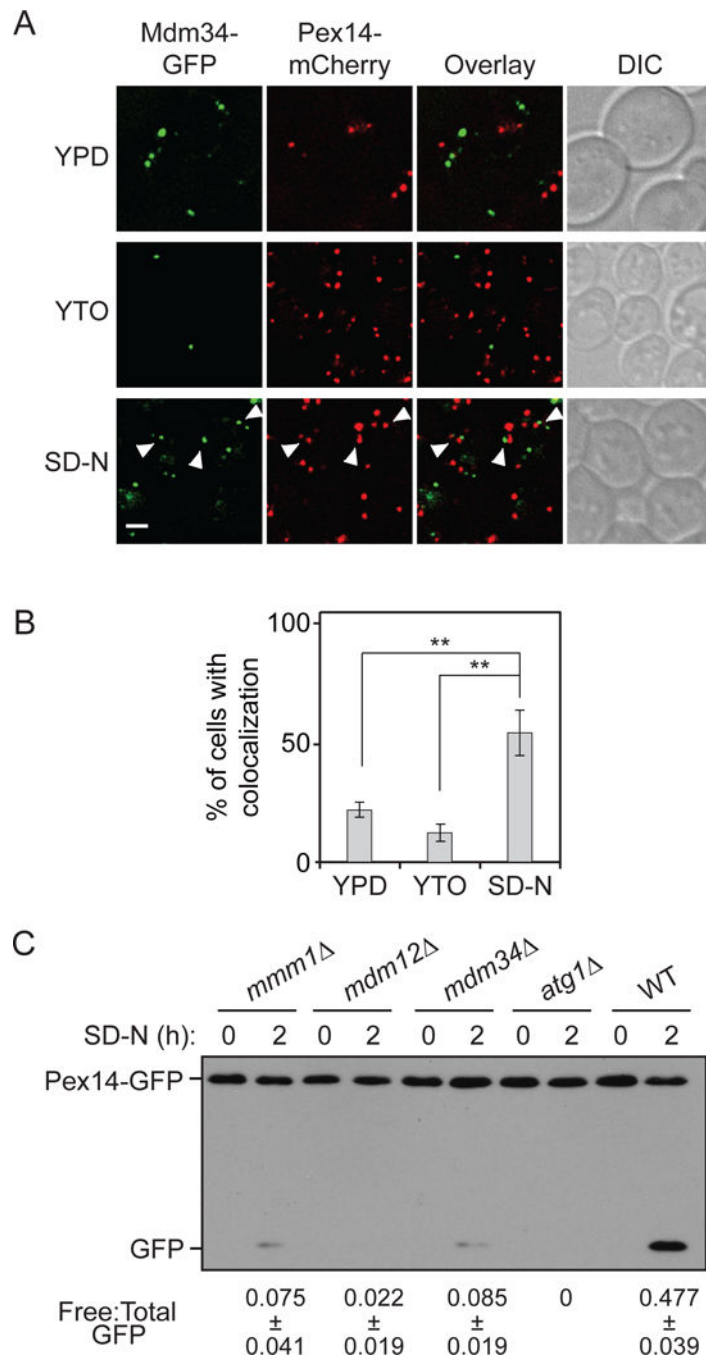 A
Mdm34-GFP Pex14-mCherry Overlay DIC
YPD
YTO
SD-N
B
% of cells with colocalization
100
50
0
** 
**
YPD YTO SD-N
C
mmm1Δ mdm12Δ mdm34Δ atg1Δ WT
SD-N (h): 0 2 0 2 0 2 0 2 0 2
Pex14-GFP
GFP
0.075 0.022 0.085 0 0.477
Free:Total ± ± ± ±
GFP 0.041 0.019 0.019 0.039